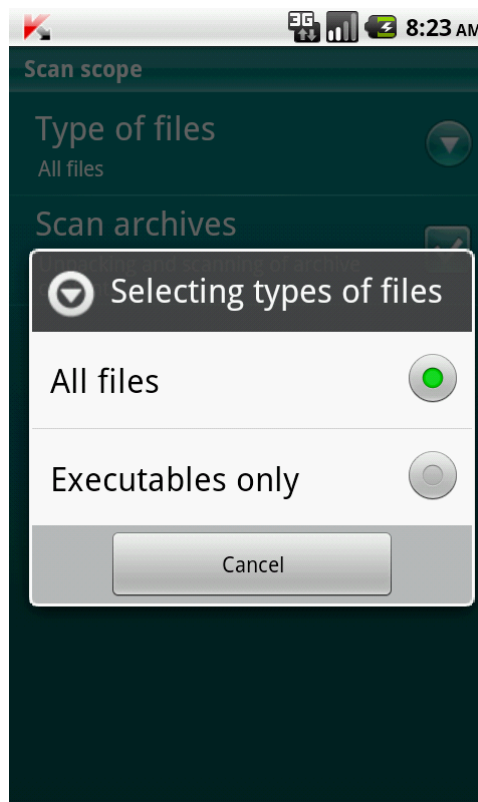 3G 8:23 AM
Scan scope
Type of files
All files
Scan archives
Unpacking and scanning of archive
Selecting types of files
All files
Executables only
Cancel